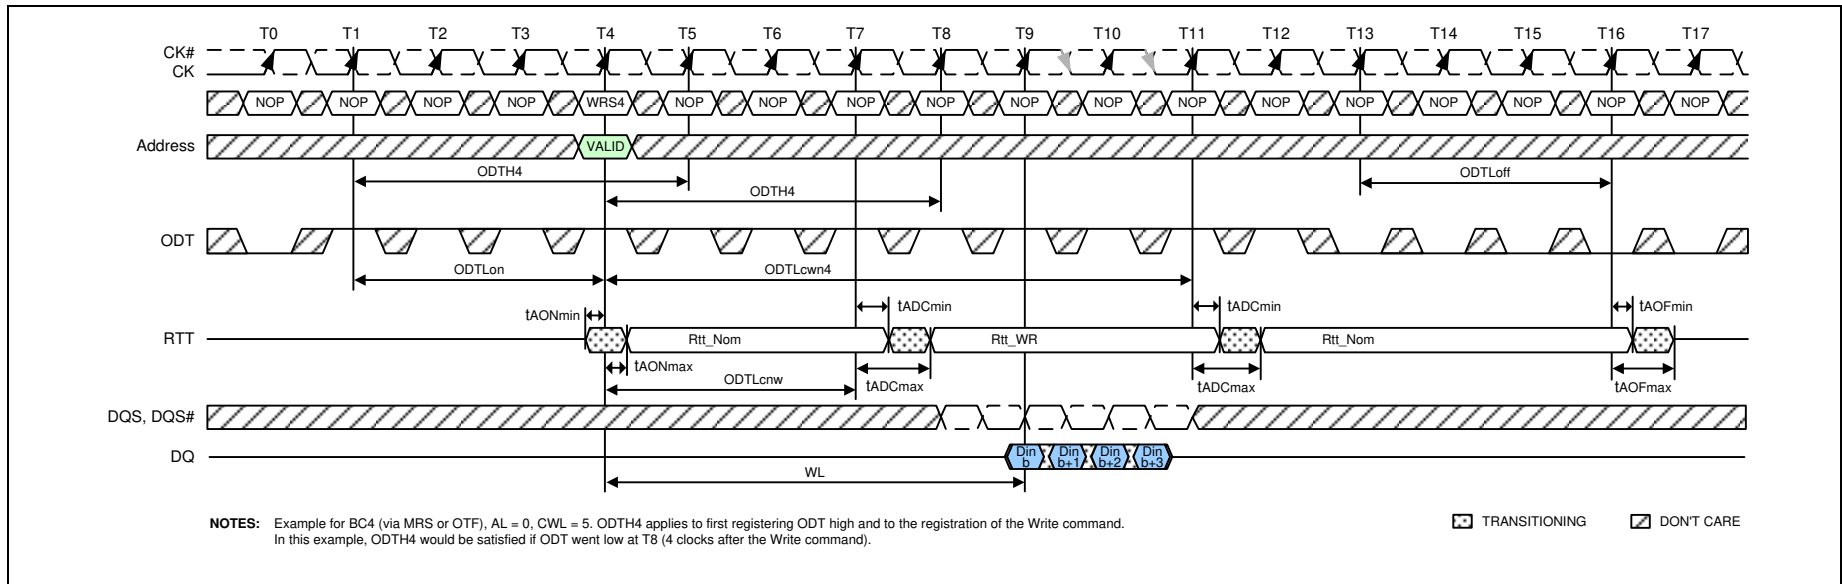 T0 T1 T2 T3 T4 T5 T6 T7 T8 T9 T10 T11 T12 T13 T14 T15 T16 T17
CK#
CK
NOP NOP NOP NOP WRS4 NOP NOP NOP NOP NOP NOP NOP NOP NOP NOP NOP NOP NOP
Address VALID
ODTH4 ODTLoff
ODTH4
ODT
ODTLon ODTLcwn4
tAONmin tADCmin tADCmin tAOFmin
RTT Rtt_Nom Rtt_WR Rtt_Nom
tAONmax
ODTLcnw tADCmax tADCmax tAOFmax
DQS, DQS#
DQ Din b Din b+1 Din b+2 Din b+3
WL
NOTES: Example for BC4 (via MRS or OTF), AL = 0, CWL = 5. ODTH4 applies to first registering ODT high and to the registration of the Write command.
In this example, ODTH4 would be satisfied if ODT went low at T8 (4 clocks after the Write command).
TRANSITIONING DON'T CARE